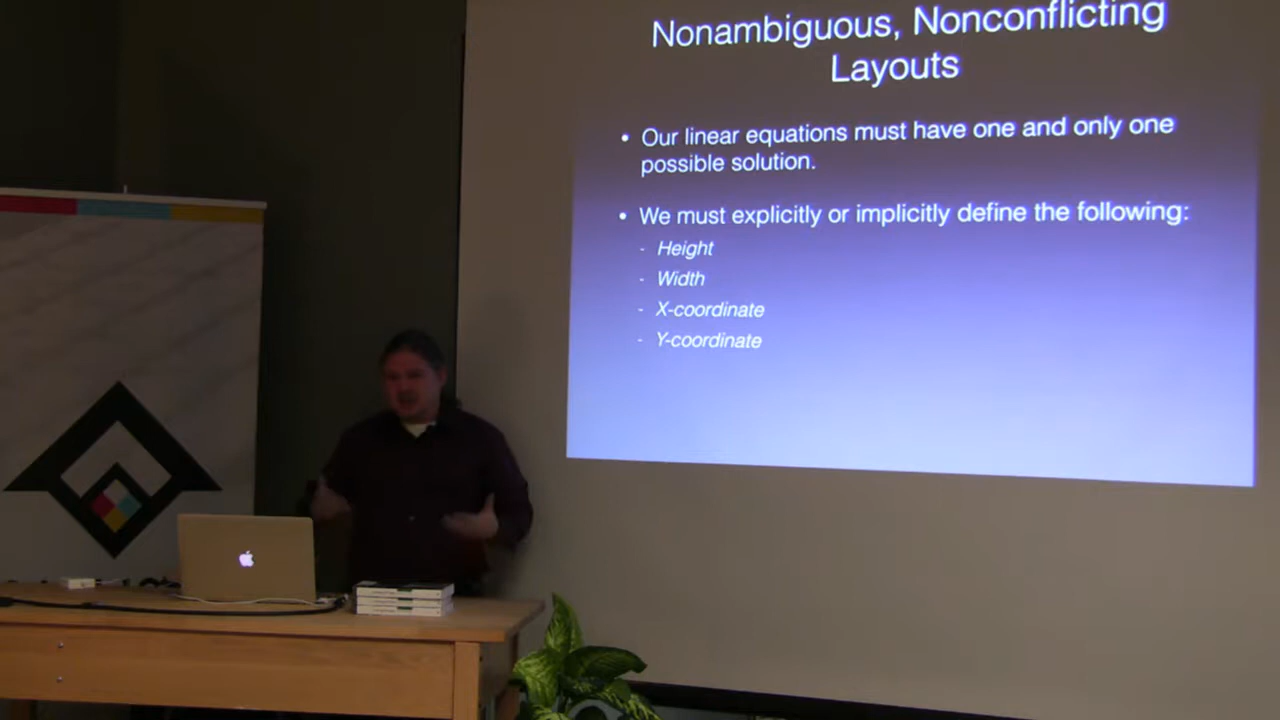 Nonambiguous, Nonconflicting
Layouts
• Our linear equations must have one and only one
possible solution.
• We must explicitly or implicitly define the following:
- Height
- Width
- X-coordinate
- Y-coordinate